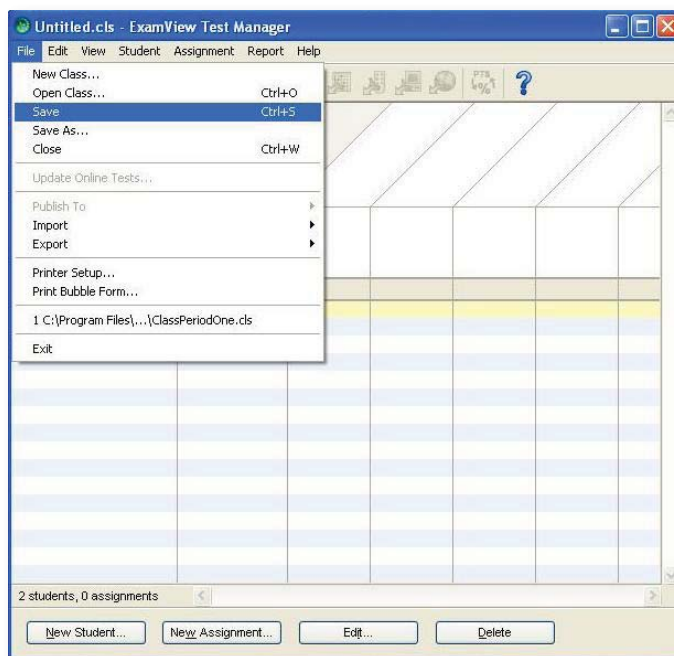 Untitled.cls - ExamView Test Manager
File Edit View Student Assignment Report Help
New Class...
Open Class... Ctrl+O
Save Ctrl+S
Save As...
Close Ctrl+W
Update Online Tests...
Publish To
Import
Export
Printer Setup...
Print Bubble Form...
1 C:\Program Files\...\ClassPeriodOne.cls
Exit
PTS
%
?
2 students, 0 assignments
New Student... New Assignment... Edit... Delete